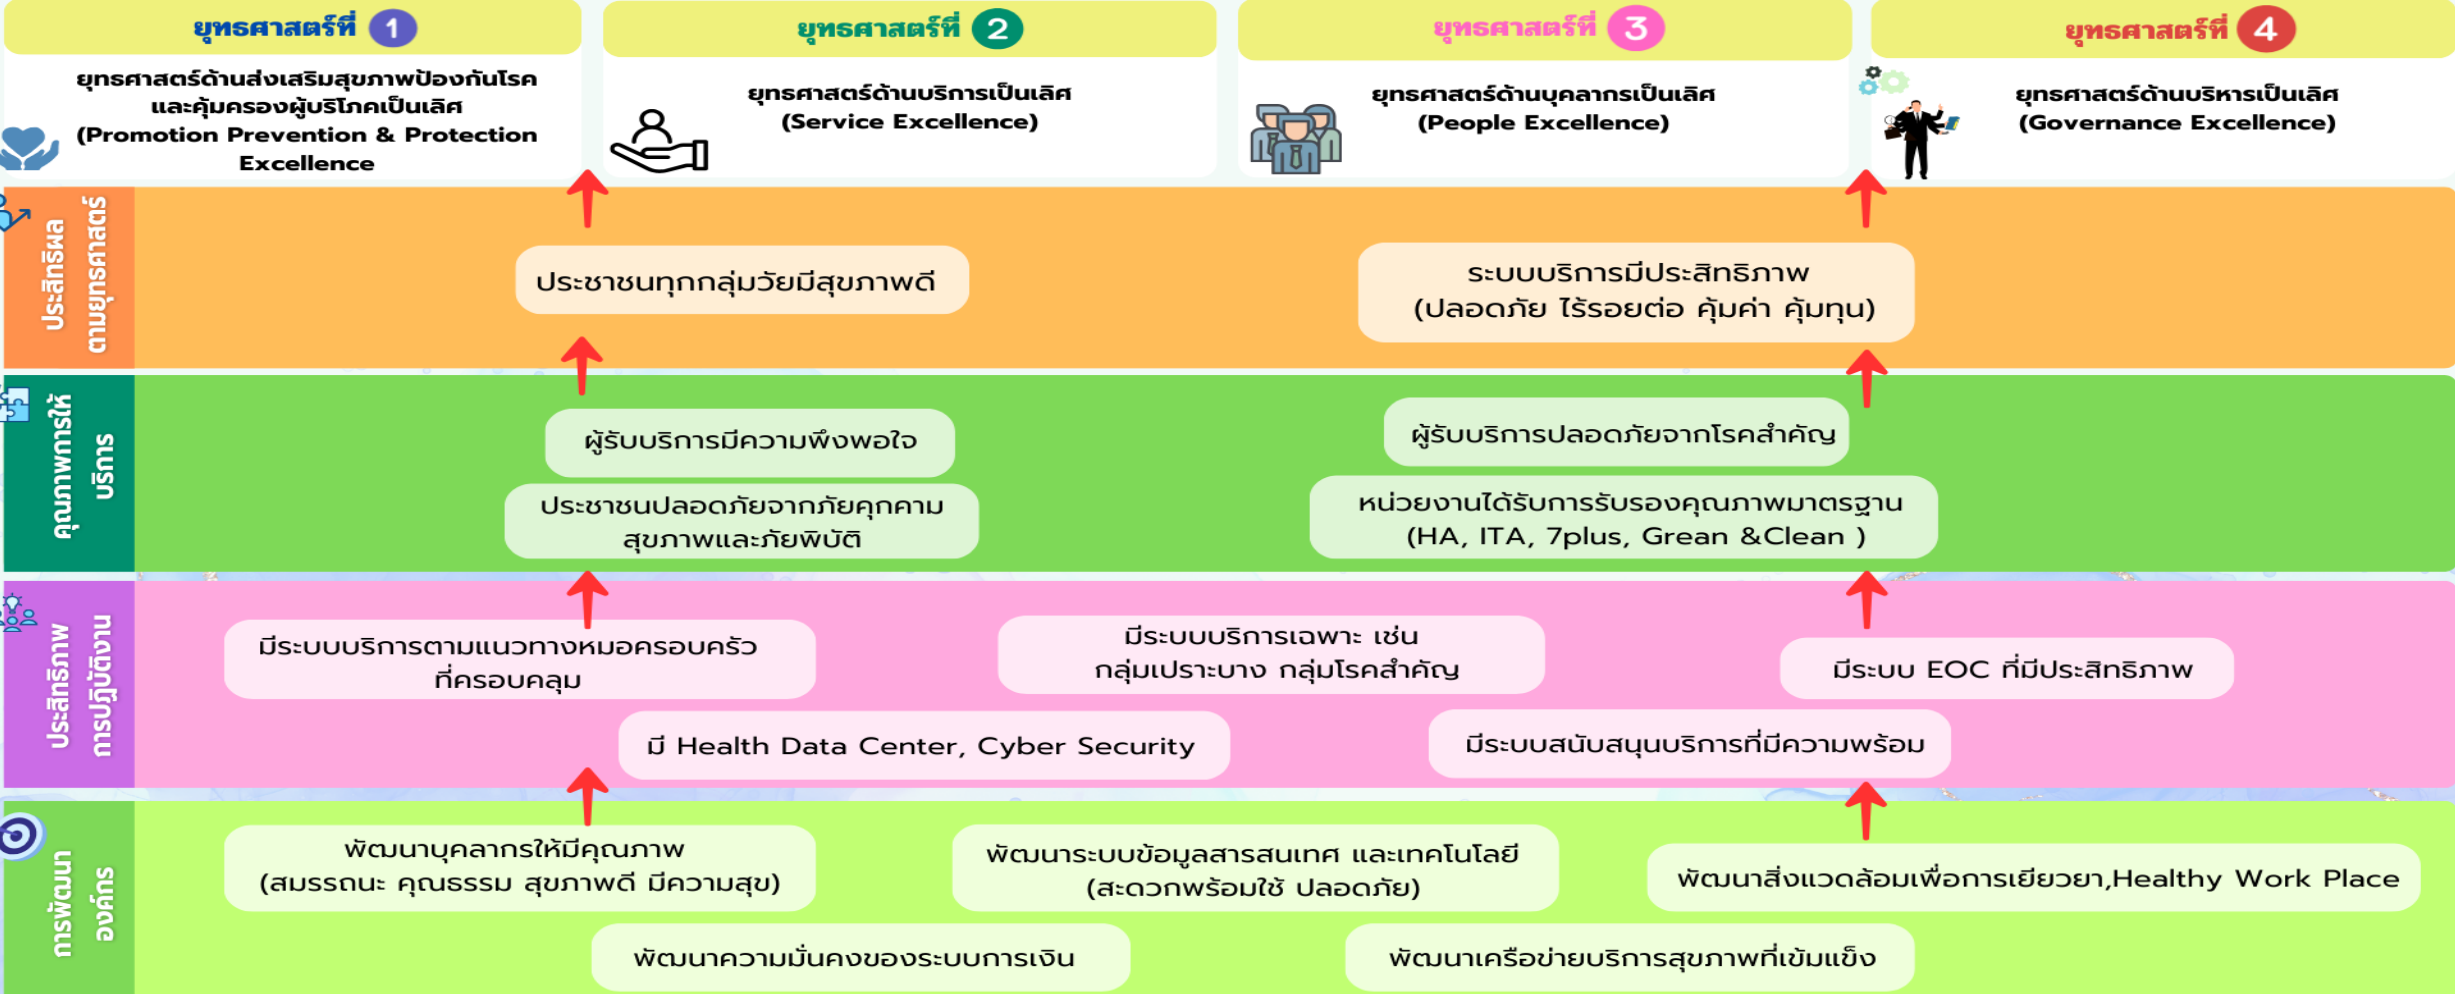 ยุทธศาสตร์ที่ 1
ยุทธศาสตร์ด้านส่งเสริมสุขภาพป้องกันโรค
และคุ้มครองผู้บริโภคเป็นเลิศ
(Promotion Prevention & Protection
Excellence
ยุทธศาสตร์ที่ 2
ยุทธศาสตร์ด้านบริการเป็นเลิศ
(Service Excellence)
ยุทธศาสตร์ที่ 3
ยุทธศาสตร์ด้านบุคลากรเป็นเลิศ
(People Excellence)
ยุทธศาสตร์ที่ 4
ยุทธศาสตร์ด้านบริหารเป็นเลิศ
(Governance Excellence)
ประสิทธิผล
ตามยุทธศาสตร์
ประชาชนทุกกลุ่มวัยมีสุขภาพดี
ระบบบริการมีประสิทธิภาพ
(ปลอดภัย ไร้รอยต่อ คุ้มค่า คุ้มทุน)
คุณภาพการให้
บริการ
ผู้รับบริการมีความพึงพอใจ
ผู้รับบริการปลอดภัยจากโรคสำคัญ
ประชาชนปลอดภัยจากภัยคุกคาม
สุขภาพและภัยพิบัติ
หน่วยงานได้รับการรับรองคุณภาพมาตรฐาน
(HA, ITA, 7plus, Grean &Clean )
ประสิทธิภาพ
การปฏิบัติงาน
มีระบบบริการตามแนวทางหมอครอบครัว
ที่ครอบคลุม
มีระบบบริการเฉพาะ เช่น
กลุ่มเปราะบาง กลุ่มโรคสำคัญ
มีระบบ EOC ที่มีประสิทธิภาพ
มี Health Data Center, Cyber Security
มีระบบสนับสนุนบริการที่มีความพร้อม
การพัฒนา
องค์กร
พัฒนาบุคลากรให้มีคุณภาพ
(สมรรถนะ คุณธรรม สุขภาพดี มีความสุข)
พัฒนาระบบข้อมูลสารสนเทศ และเทคโนโลยี
(สะดวกพร้อมใช้ ปลอดภัย)
พัฒนาสิ่งแวดล้อมเพื่อการเยียวยา,Healthy Work Place
พัฒนาความมั่นคงของระบบการเงิน
พัฒนาเครือข่ายบริการสุขภาพที่เข้มแข็ง